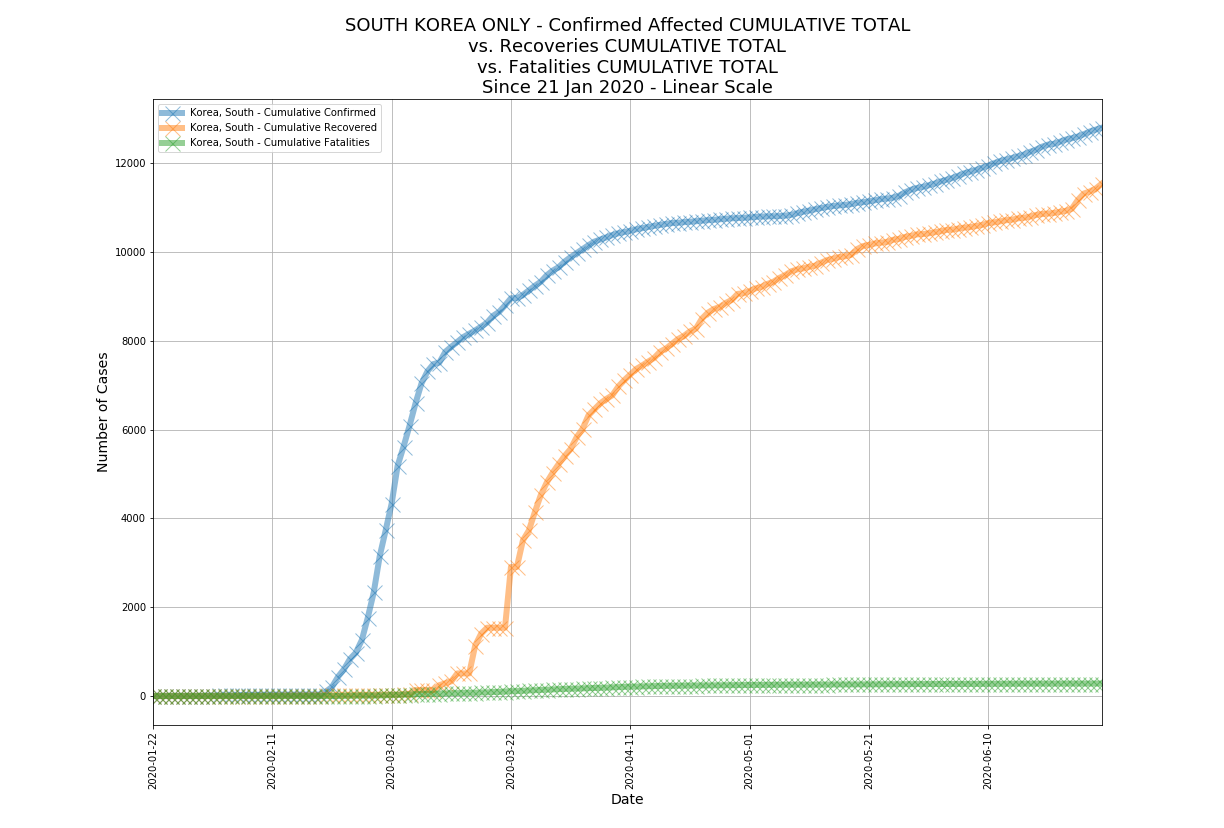 SOUTH KOREA ONLY - Confirmed Affected CUMULATIVE TOTAL
vs. Recoveries CUMULATIVE TOTAL
vs. Fatalities CUMULATIVE TOTAL
Since 21 Jan 2020 - Linear Scale
Korea, South - Cumulative Confirmed
Korea, South - Cumulative Recovered
Korea, South - Cumulative Fatalities
Number of Cases
12000
10000
8000
6000
4000
2000
0
2020-01-22
2020-02-11
2020-03-02
2020-03-22
2020-04-11
2020-05-01
2020-05-21
2020-06-10
Date